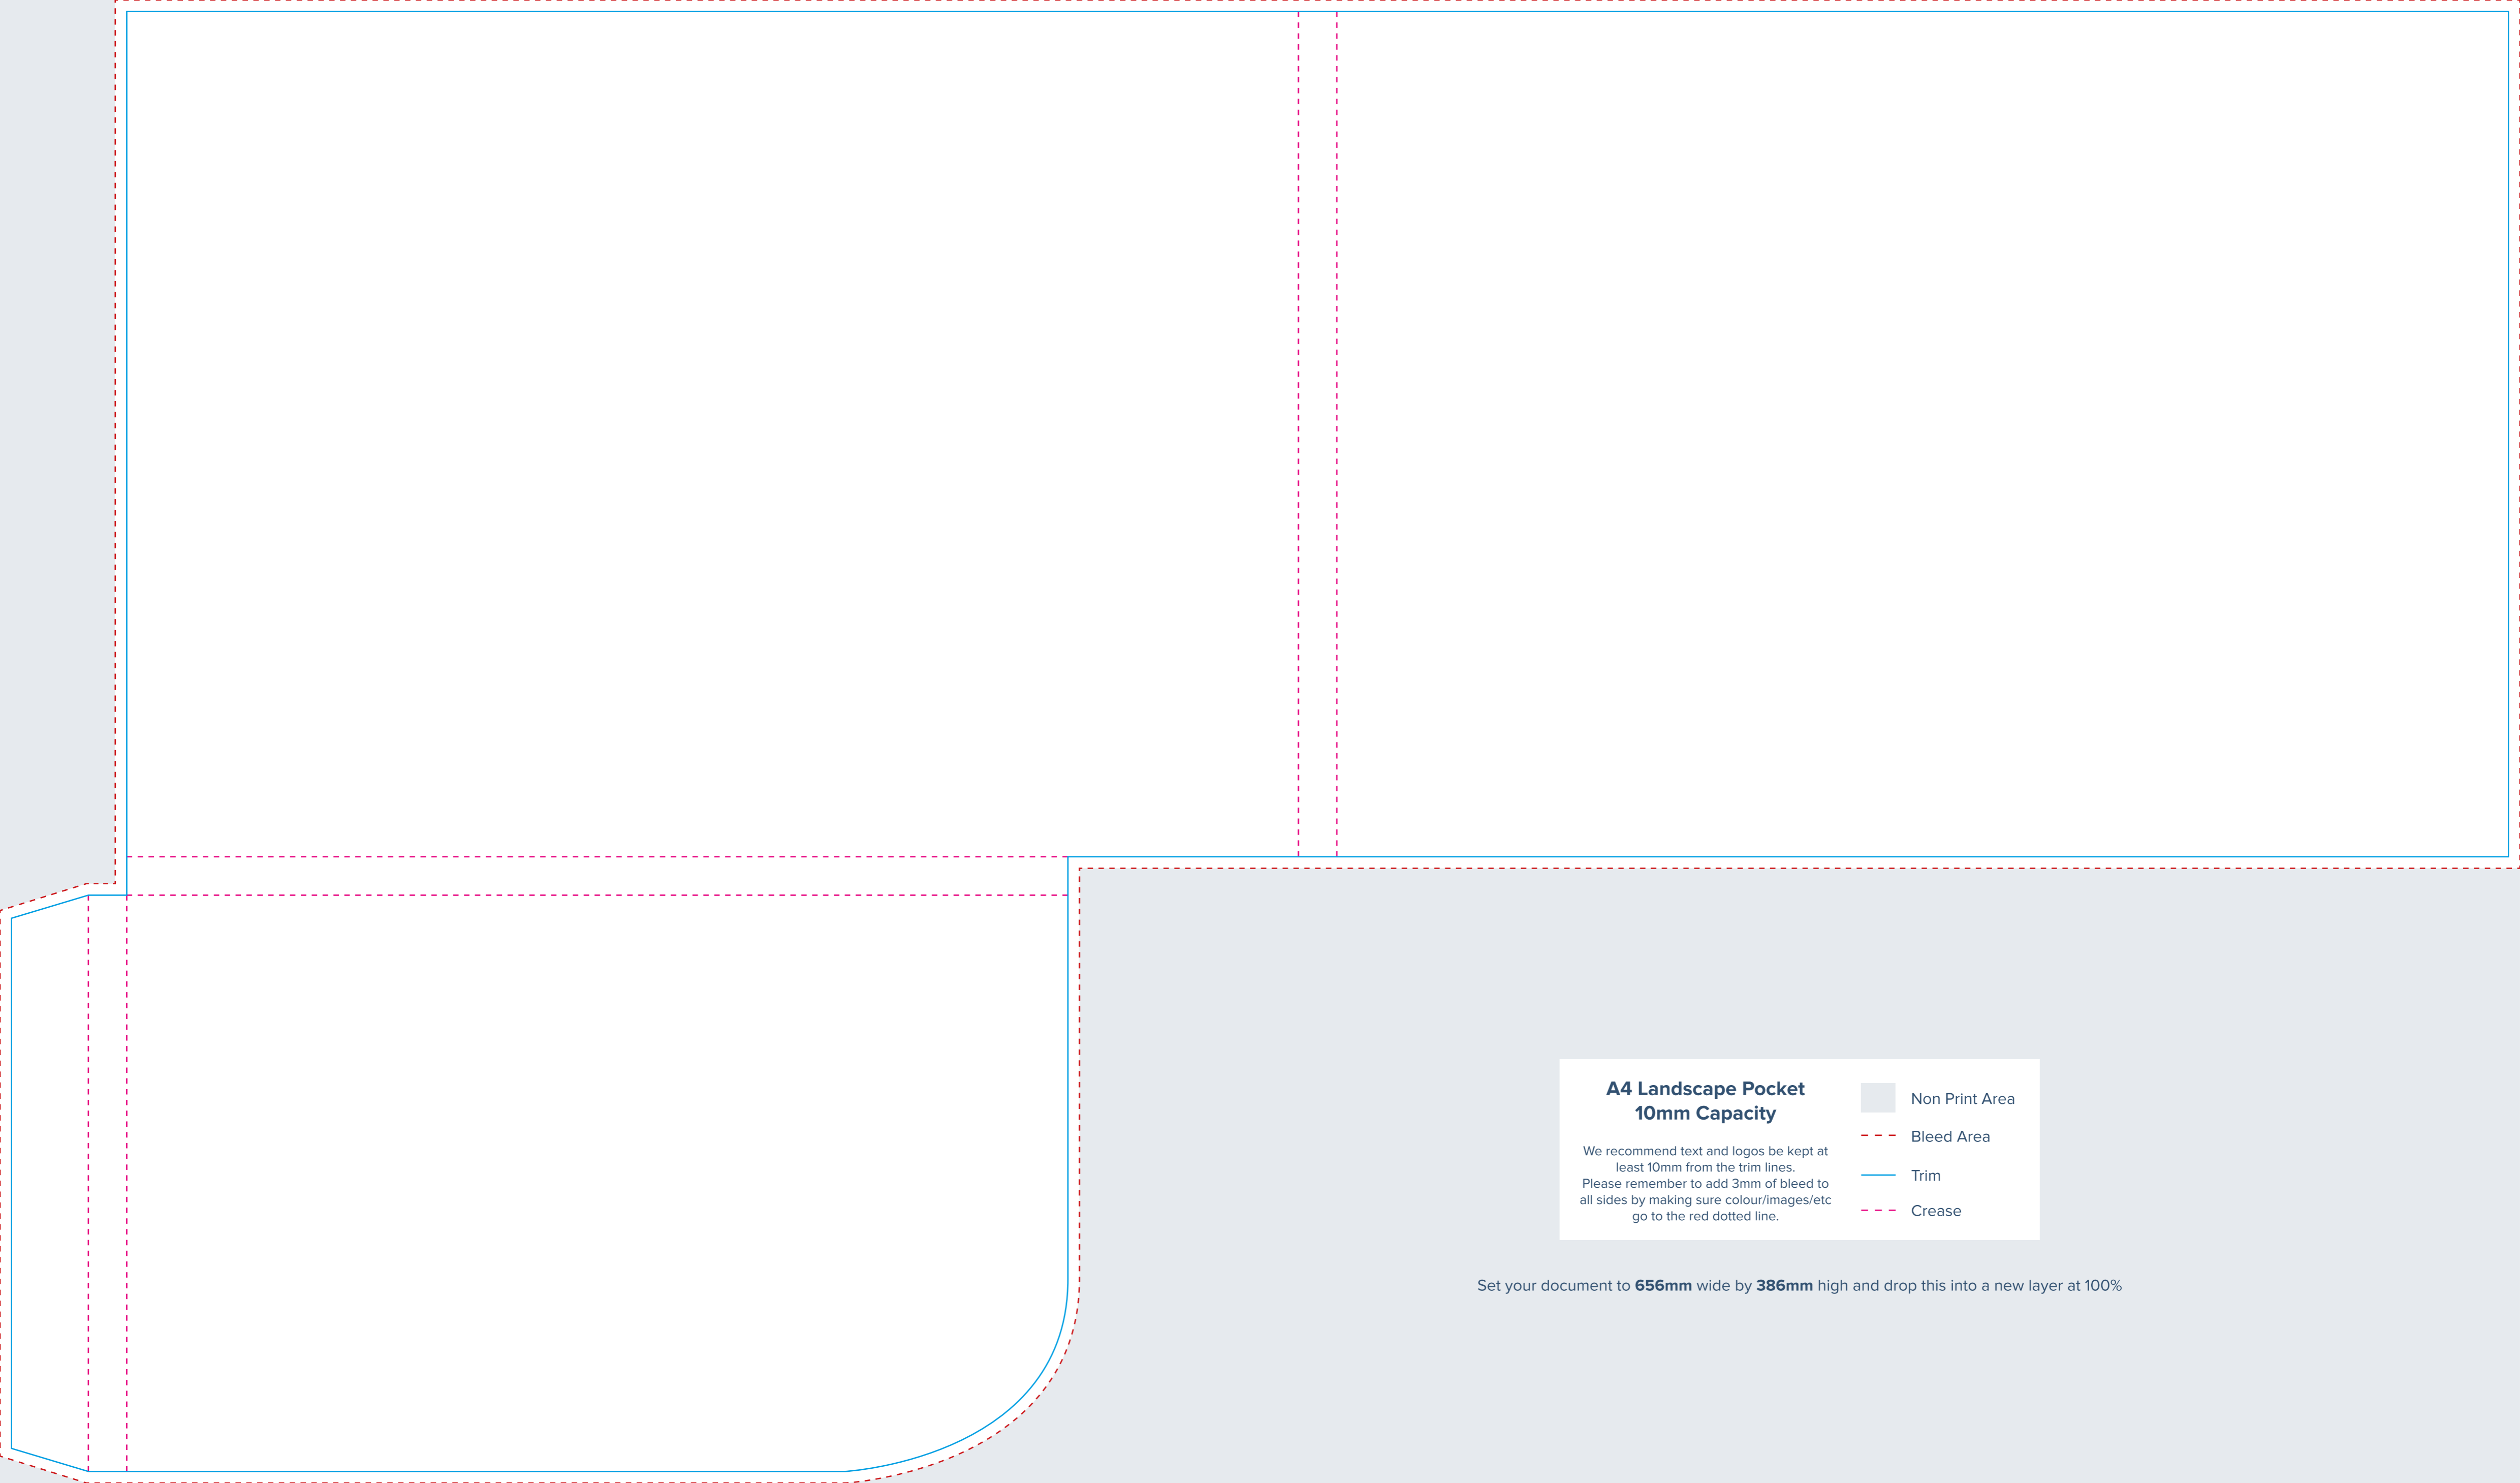 A4 Landscape Pocket
10mm Capacity
We recommend text and logos be kept at
least 10mm from the trim lines.
Please remember to add 3mm of bleed to
all sides by making sure colour/images/etc
go to the red dotted line.
Non Print Area
Bleed Area
Trim
Crease
Set your document to 656mm wide by 386mm high and drop this into a new layer at 100%